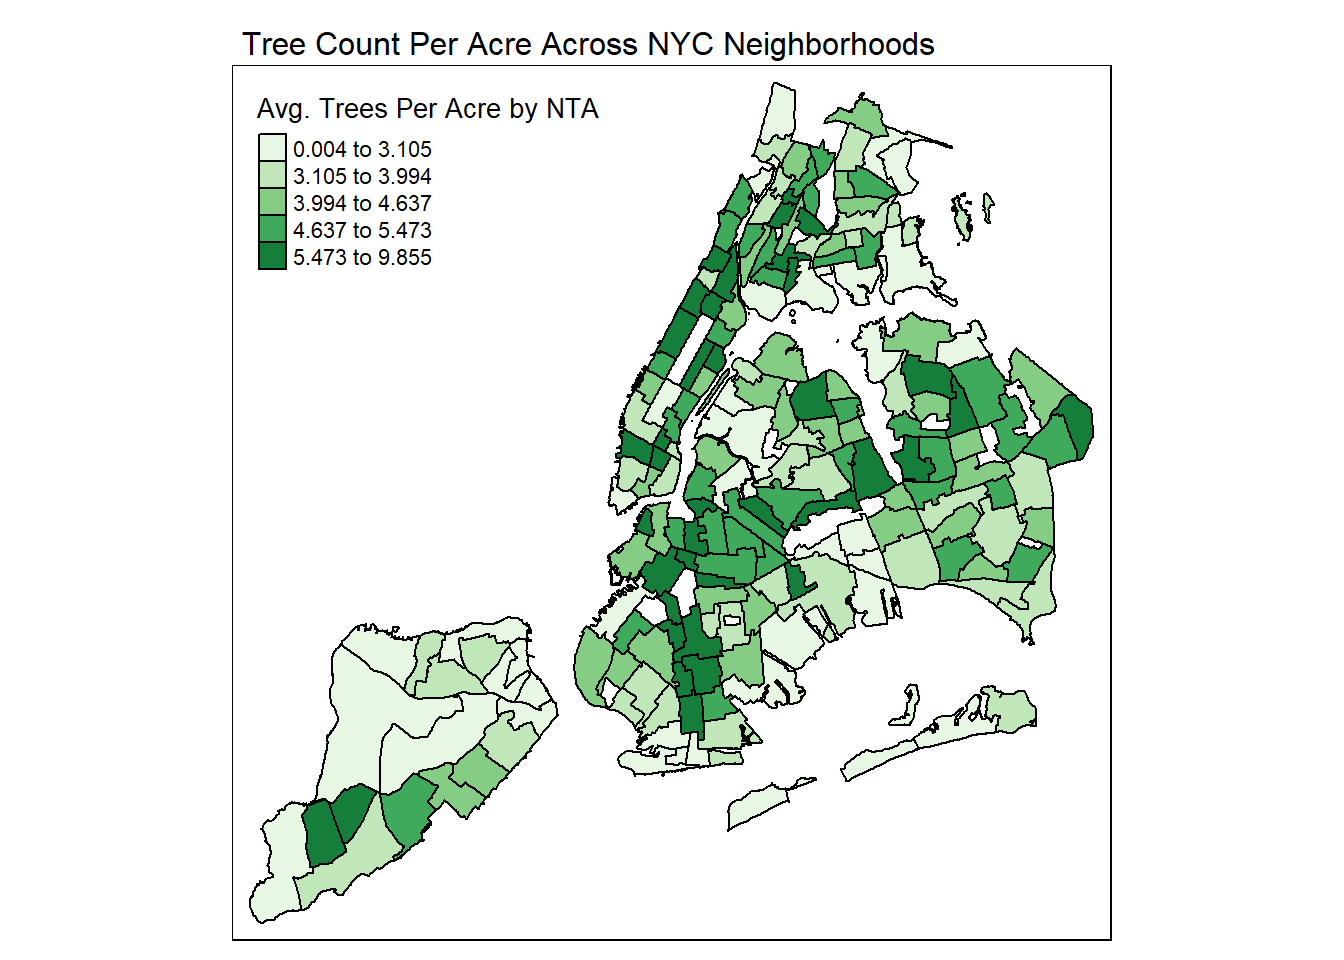 Tree Count Per Acre Across NYC Neighborhoods
Avg. Trees Per Acre by NTA
0.004 to 3.105
3.105 to 3.994
3.994 to 4.637
4.637 to 5.473
5.473 to 9.855